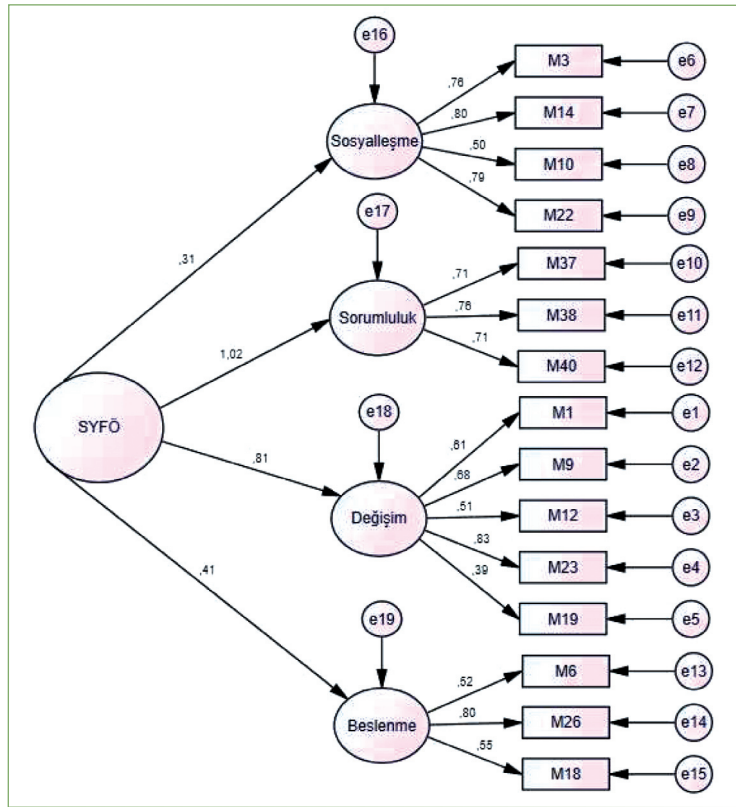 e16
Sosyalleşme
,76
M3
e6
,80
M14
e7
,50
M10
e8
,79
M22
e9
,31
e17
Sorumluluk
,71
M37
e10
,76
M38
e11
,71
M40
e12
1,02
SYFÖ
e18
Değişim
,61
M1
e1
,68
M9
e2
,51
M12
e3
,83
M23
e4
,39
M19
e5
,81
,41
e19
Beslenme
,52
M6
e13
,80
M26
e14
,55
M18
e15